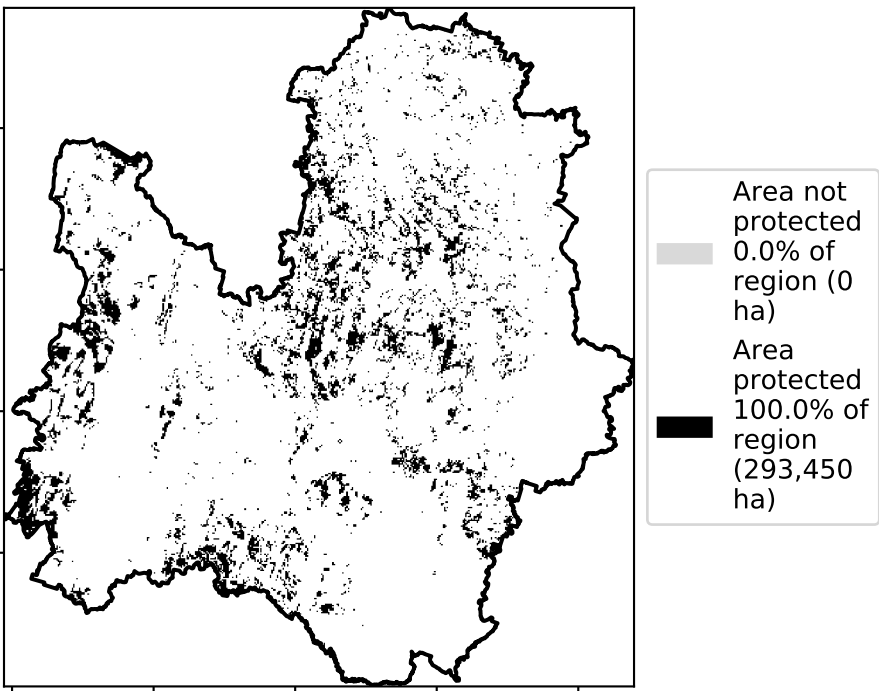 Area not
protected
0.0% of
region (0
ha)
Area
protected
100.0% of
region
(293,450
ha)